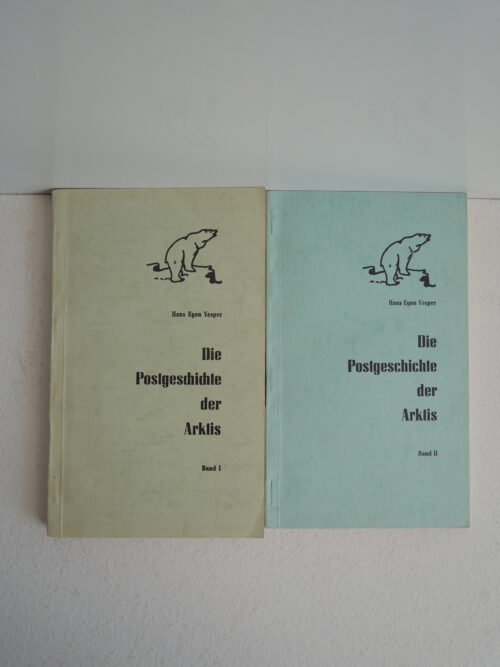 Hans Egon Vesper
Die
Postgeschichte
der
Arktis
Band I
Hans Egon Vesper
Die
Postgeschichte
der
Arktis
Band II